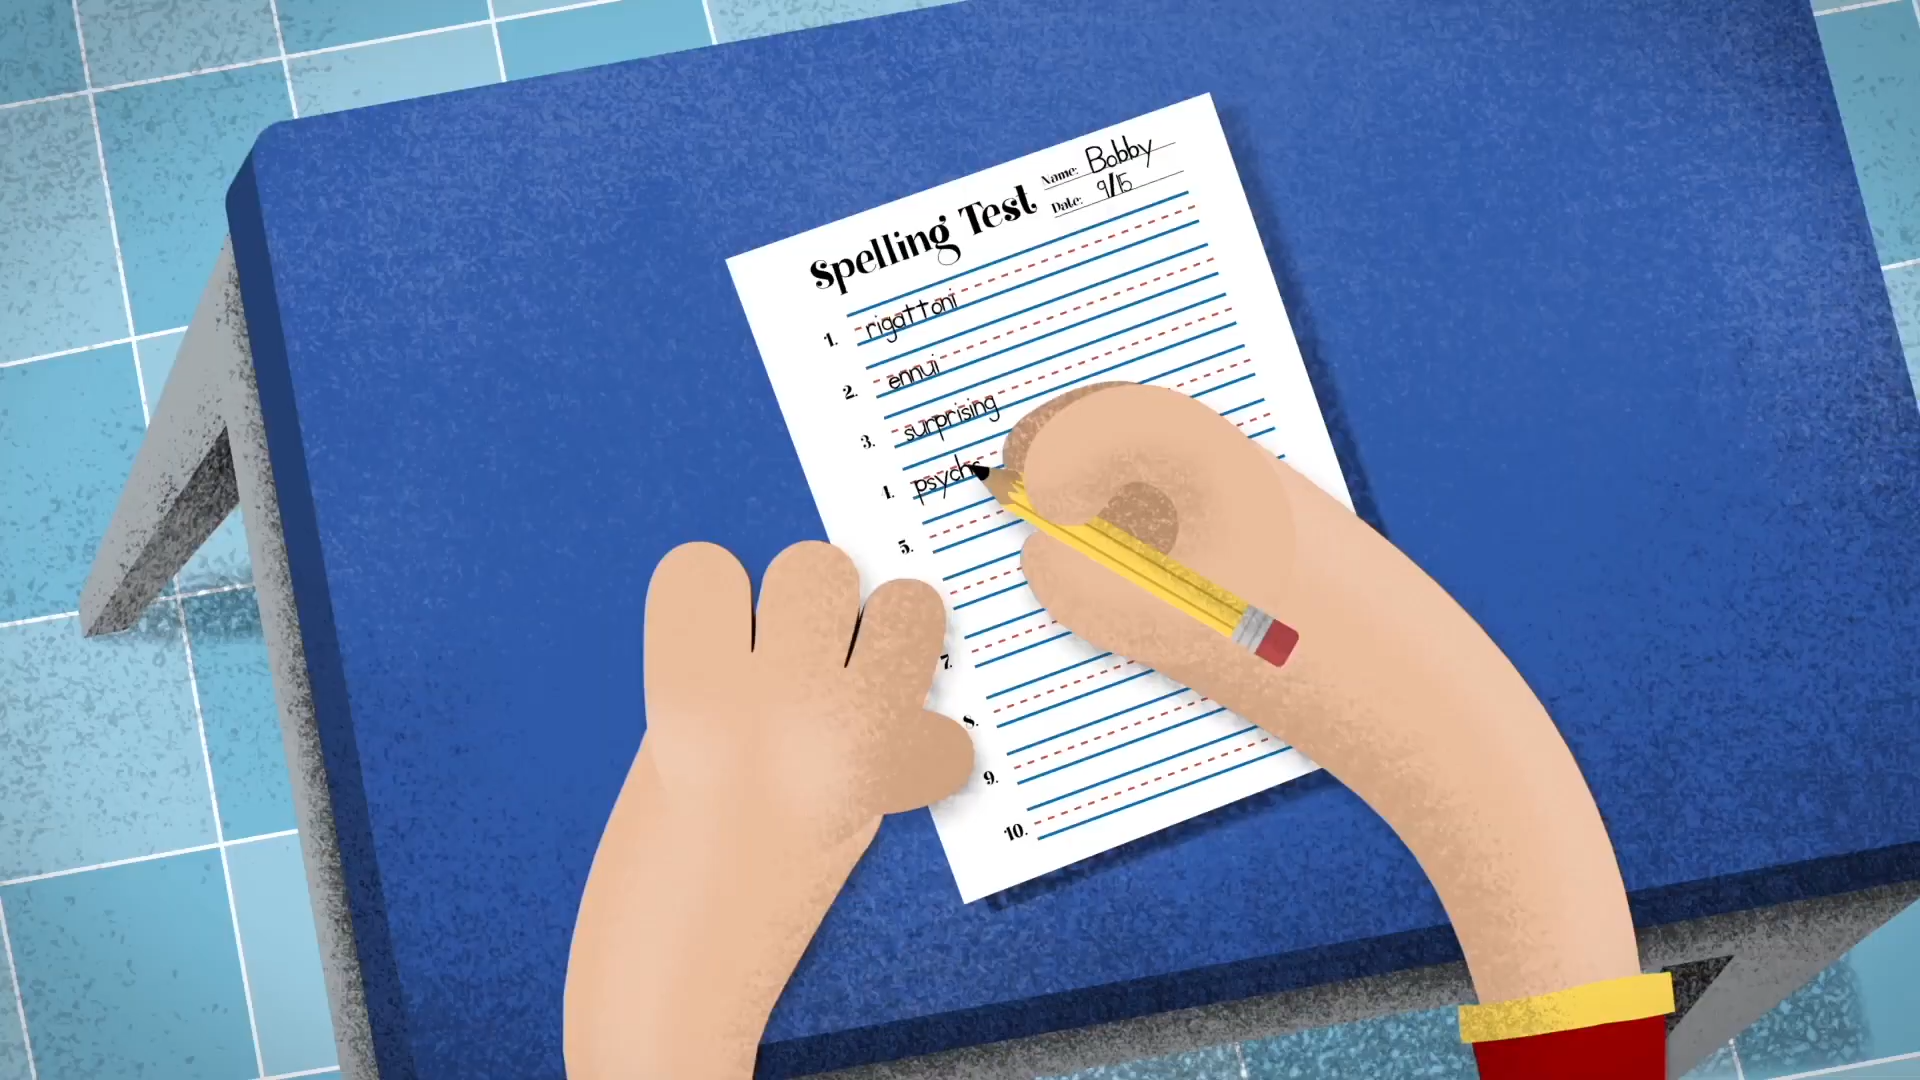 Name: Bobby
Date: 9/15
Spelling Test
1. rigattoni
2. ennui
3. surprising
4. psychs
5.
7.
8.
9.
10.